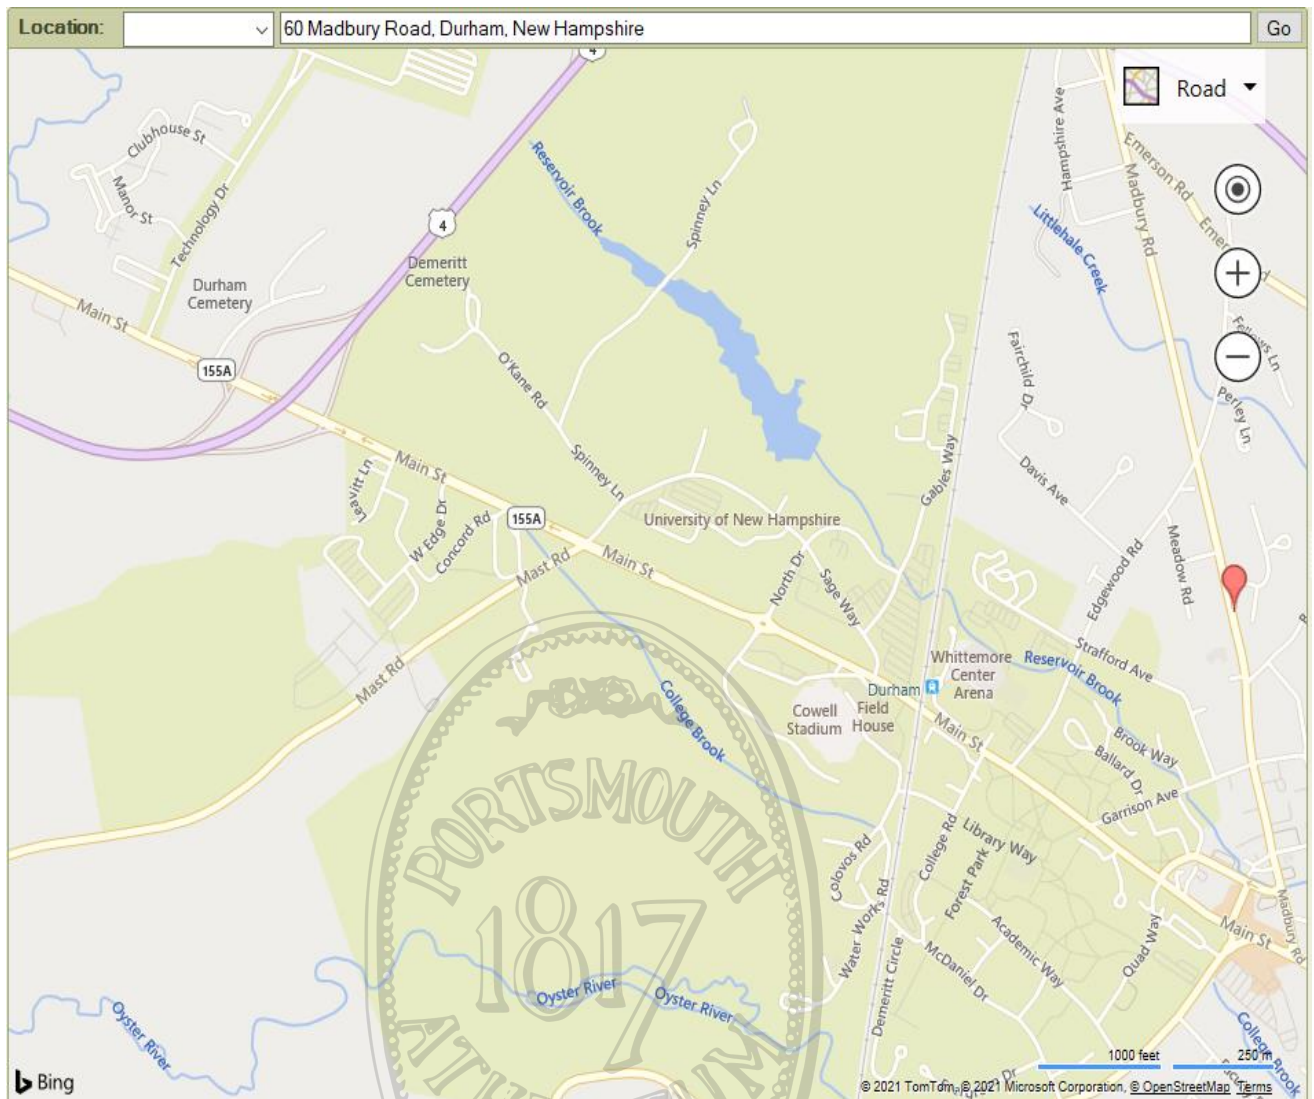 Location:
60 Madbury Road, Durham, New Hampshire
Go
4
Road
Hampshire Ave
Emerson Rd
Madbury Rd
Clubhouse St
Manor St
Technology Dr
Reservoir Brook
Spinney Ln
Littlehale Creek
4
Demeritt
Cemetery
Durham
Cemetery
Main St
155A
O'Kane Rd
Fairchild Dr
Fellows Ln
Perley Ln
Spinney Ln
Main St
Leavitt Ln
W Edge Dr
Concord Rd
155A
Gables Way
Davis Ave
University of New Hampshire
Mast Rd
Main St
North Dr
Sage Way
Edgewood Rd
Meadow Rd
Mast Rd
College Brook
Whittemore
Center
Arena
Reservoir Brook
Strafford Ave
Durham
Cowell
Stadium
Field
House
Main St
Brook Way
Ballard Dr
Garrison Ave
PORTSMOUTH
1817
Colovos Rd
College Rd
Library Way
Forest Park
Water Works Rd
Academic Way
McDaniel Dr
Quad Way
Main St
Madbury Rd
Demeritt Circle
Oyster River
Oyster River
Oyster River
College Brook
1000 feet
250 m
Bing
© 2021 TomTom, © 2021 Microsoft Corporation, © OpenStreetMap Terms